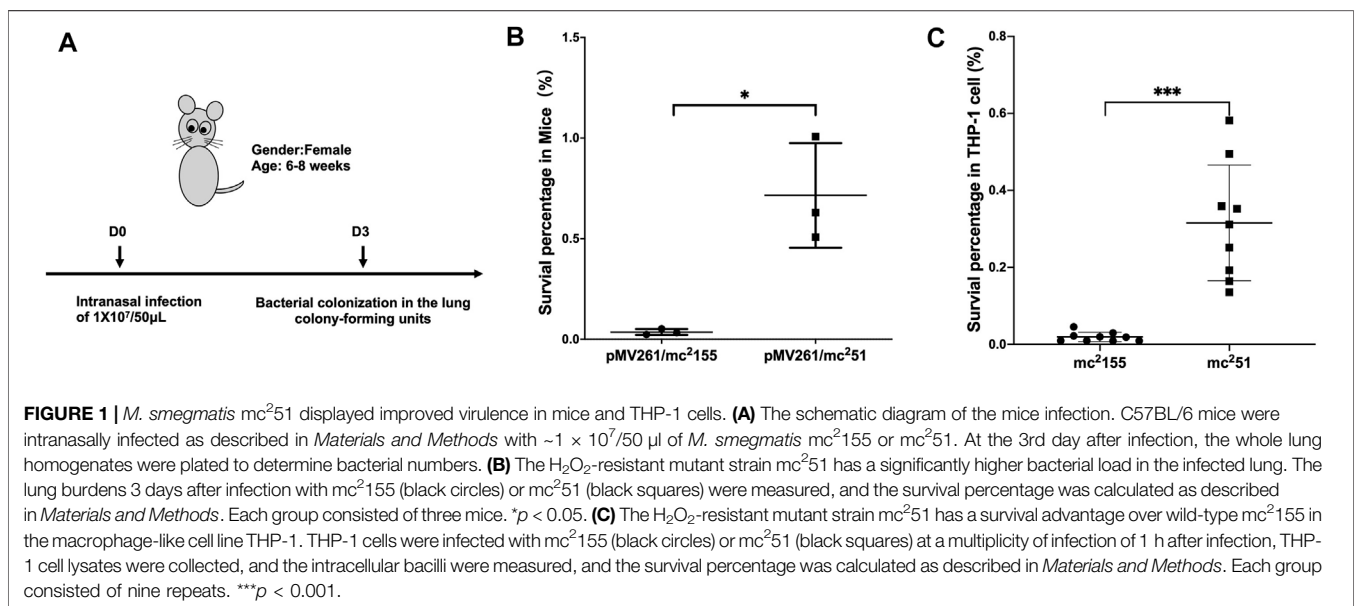 A
Gender:Female
Age: 6-8 weeks
D0
D3
Intranasal infection
of 1X10⁷/50μL
Bacterial colonization in the lung
colony-forming units
B
Survial percentage in Mice (%)
1.5
1.0
0.5
0.0
*
pMV261/mc²155
pMV261/mc²51
C
Survial percentage in THP-1 cell (%)
0.8
0.6
0.4
0.2
0.0
***
mc²155
mc²51
FIGURE 1 | M. smegmatis mc²51 displayed improved virulence in mice and THP-1 cells. (A) The schematic diagram of the mice infection. C57BL/6 mice were
intranasally infected as described in Materials and Methods with ~1 × 10⁷/50 µl of M. smegmatis mc²155 or mc²51. At the 3rd day after infection, the whole lung
homogenates were plated to determine bacterial numbers. (B) The H₂O₂-resistant mutant strain mc²51 has a significantly higher bacterial load in the infected lung. The
lung burdens 3 days after infection with mc²155 (black circles) or mc²51 (black squares) were measured, and the survival percentage was calculated as described
in Materials and Methods. Each group consisted of three mice. *p < 0.05. (C) The H₂O₂-resistant mutant strain mc²51 has a survival advantage over wild-type mc²155 in
the macrophage-like cell line THP-1. THP-1 cells were infected with mc²155 (black circles) or mc²51 (black squares) at a multiplicity of infection of 1 h after infection, THP-
1 cell lysates were collected, and the intracellular bacilli were measured, and the survival percentage was calculated as described in Materials and Methods. Each group
consisted of nine repeats. ***p < 0.001.